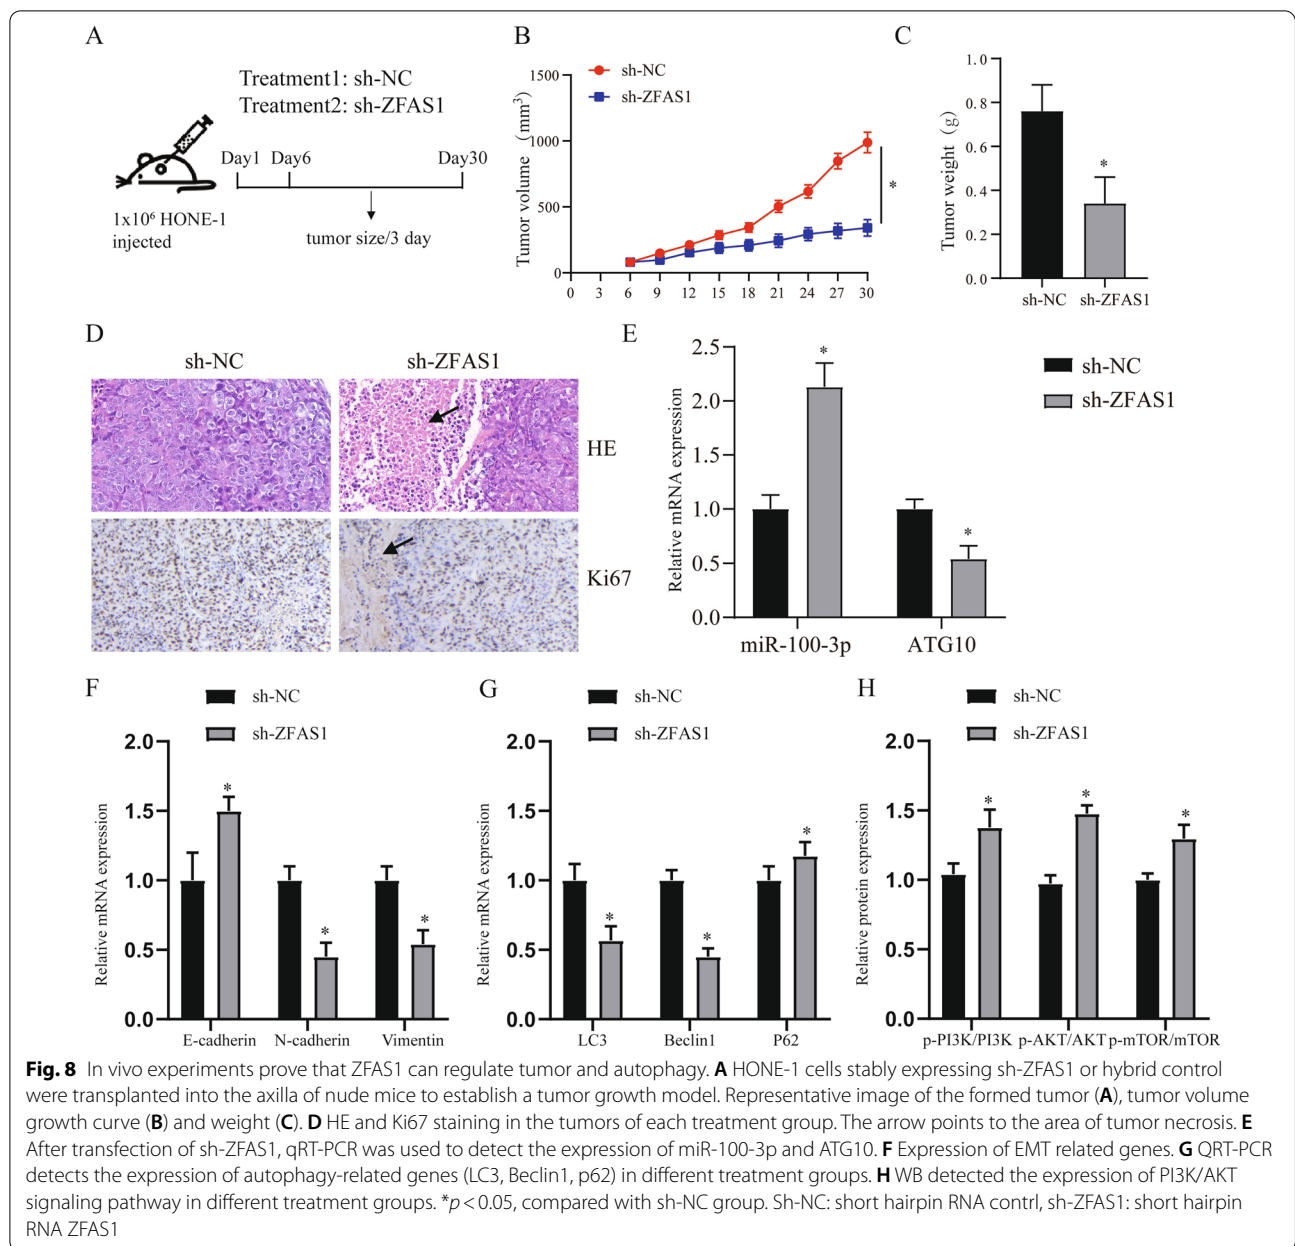 A
Treatment1: sh-NC
Treatment2: sh-ZFAS1
Day1 Day6 Day30
1x10⁶ HONE-1
injected
tumor size/3 day
B
sh-NC
sh-ZFAS1
Tumor volume (mm³)
1500
1000
500
0
0 3 6 9 12 15 18 21 24 27 30
*
C
Tumor weight (g)
1.0
0.8
0.6
0.4
0.2
0.0
*
sh-NC sh-ZFAS1
D
sh-NC sh-ZFAS1
HE
Ki67
E
Relative mRNA expression
2.5
2.0
1.5
1.0
0.5
0.0
*
*
miR-100-3p ATG10
sh-NC
sh-ZFAS1
F
sh-NC
sh-ZFAS1
Relative mRNA expression
2.0
1.5
1.0
0.5
0.0
*
*
*
E-cadherin N-cadherin Vimentin
G
sh-NC
sh-ZFAS1
Relative mRNA expression
2.0
1.5
1.0
0.5
0.0
*
*
*
LC3 Beclin1 P62
H
sh-NC
sh-ZFAS1
Relative protein expression
2.0
1.5
1.0
0.5
0.0
*
*
*
p-PI3K/PI3K p-AKT/AKT p-mTOR/mTOR
Fig. 8 In vivo experiments prove that ZFAS1 can regulate tumor and autophagy. A HONE-1 cells stably expressing sh-ZFAS1 or hybrid control
were transplanted into the axilla of nude mice to establish a tumor growth model. Representative image of the formed tumor (A), tumor volume
growth curve (B) and weight (C). D HE and Ki67 staining in the tumors of each treatment group. The arrow points to the area of tumor necrosis. E
After transfection of sh-ZFAS1, qRT-PCR was used to detect the expression of miR-100-3p and ATG10. F Expression of EMT related genes. G QRT-PCR
detects the expression of autophagy-related genes (LC3, Beclin1, p62) in different treatment groups. H WB detected the expression of PI3K/AKT
signaling pathway in different treatment groups. *p < 0.05, compared with sh-NC group. Sh-NC: short hairpin RNA contrl, sh-ZFAS1: short hairpin
RNA ZFAS1